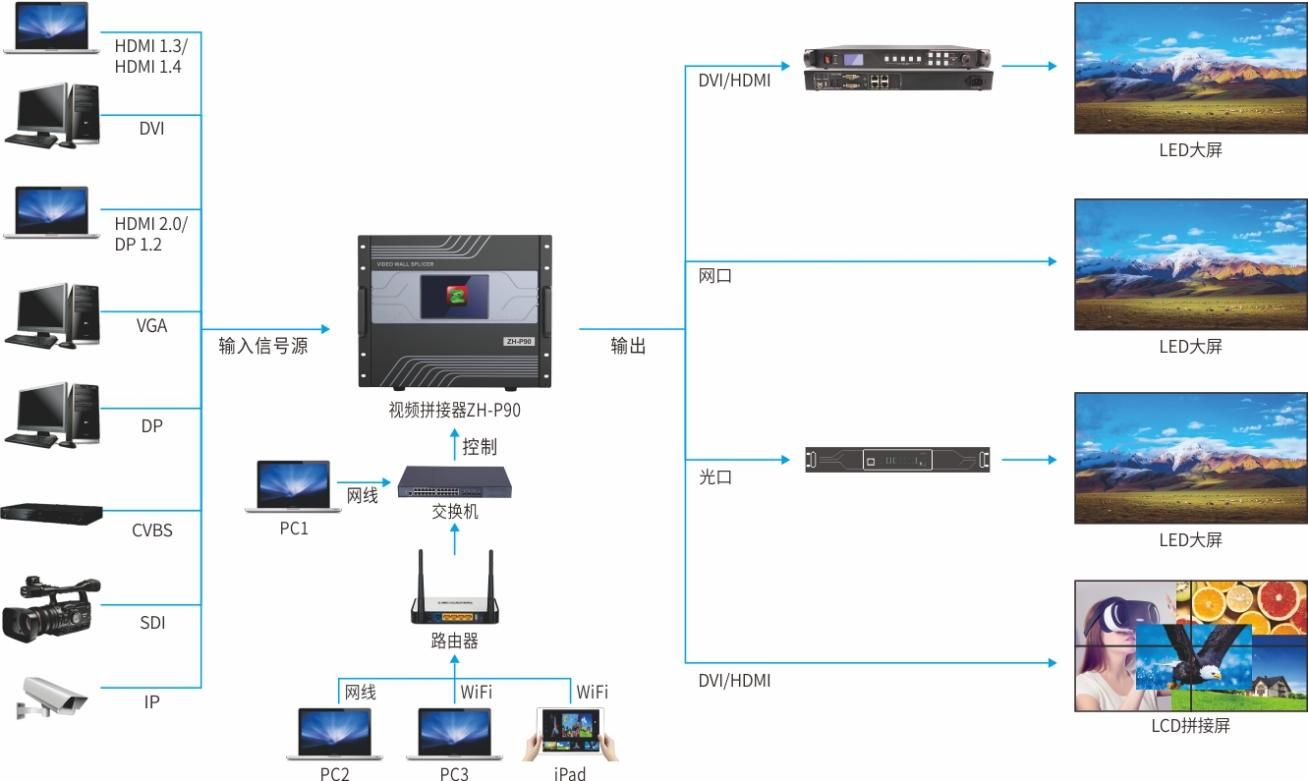 HDMI 1.3/
HDMI 1.4
DVI
HDMI 2.0/
DP 1.2
VGA
DP
CVBS
SDI
IP
输入信号源
VIDEO WALL SPLICER
ZH-P90
视频拼接器ZH-P90
控制
网线
PC1
交换机
路由器
网线
WiFi
WiFi
PC2
PC3
iPad
输出
DVI/HDMI
网口
光口
DVI/HDMI
LED大屏
LED大屏
LED大屏
LCD拼接屏